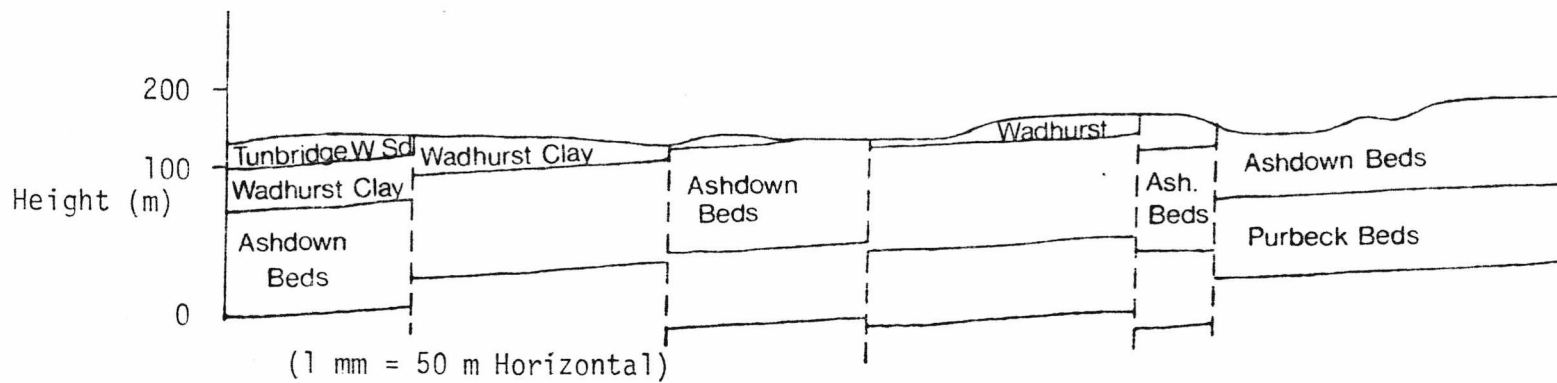 200
100
Height (m)
0
Tunbridge W Sd
Wadhurst Clay
Ashdown
Beds
Wadhurst Clay
Ashdown
Beds
Wadhurst
Ash.
Beds
Ashdown Beds
Purbeck Beds
(1 mm = 50 m Horizontal)